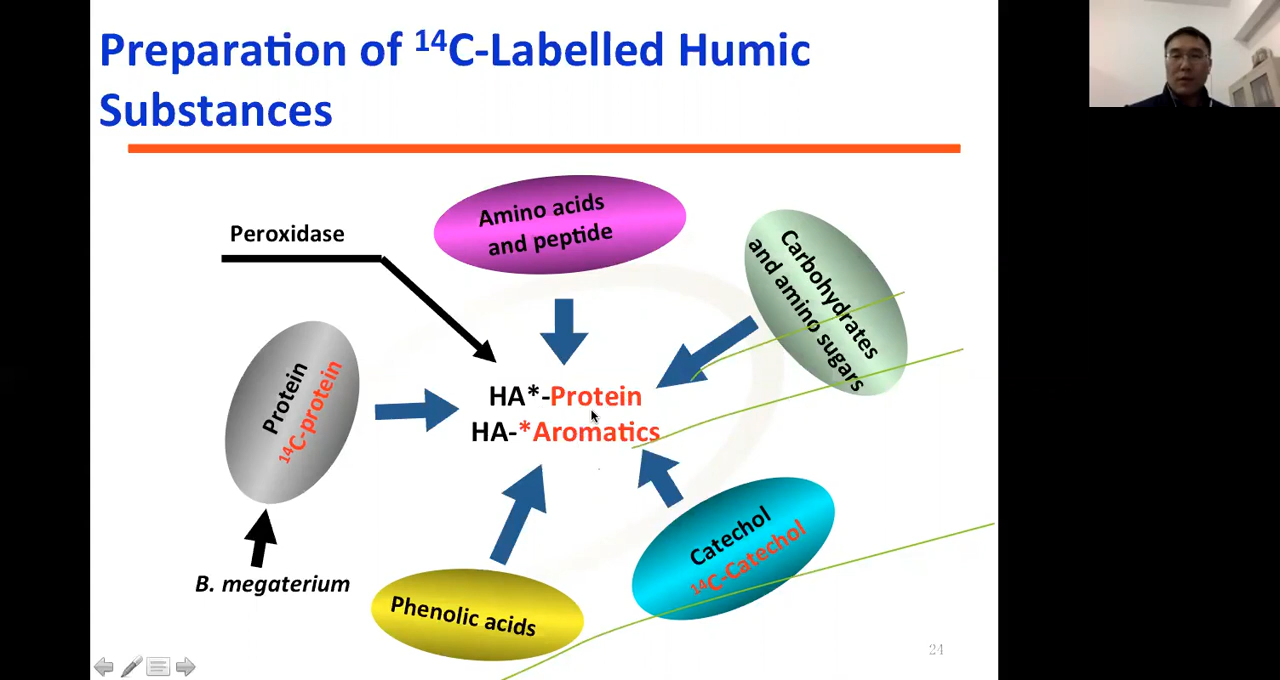 Preparation of ¹⁴C-Labelled Humic
Substances
Peroxidase
Amino acids
and peptide
Carbohydrates
and amino sugars
Protein
¹⁴C-protein
HA*-Protein
HA-*Aromatics
Catechol
¹⁴C-Catechol
B. megaterium
Phenolic acids
24